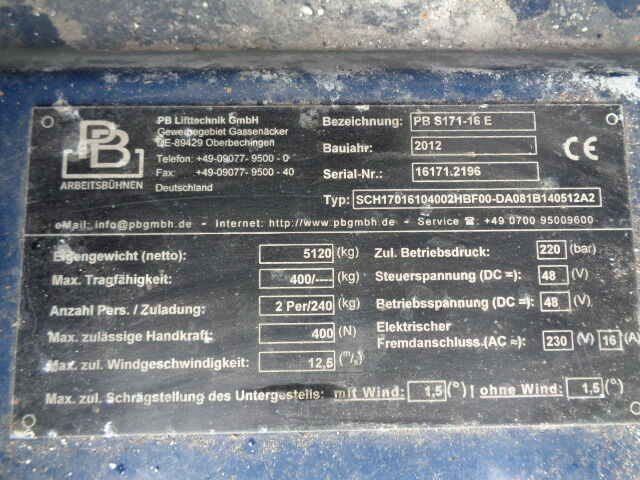 PB
ARBEITSBÜHNEN
PB Lifttechnik GmbH
Gewerbegebiet Gassenäcker
DE-89429 Oberbechingen
Telefon: +49-09077- 9500 - 0
Fax: +49-09077- 9500 - 40
Deutschland
Bezeichnung: PB S171-16 E
Baujahr: 2012
Serial-Nr.: 16171.2196
CE
Typ: SCH17016104002HBF00-DA081B140512A2
eMail: info@pbgmbh.de - Internet: http://www.pbgmbh.de - Service ☎: +49 0700 95009600
Eigengewicht (netto): 5120 (kg)
Max. Tragfähigkeit: 400/---- (kg)
Anzahl Pers. / Zuladung: 2 Per/240 (kg)
Max. zulässige Handkraft: 400 (N)
Max. zul. Windgeschwindigkeit: 12,5 (m/s)
Zul. Betriebsdruck: 220 (bar)
Steuerspannung (DC =): 48 (V)
Betriebsspannung (DC =): 48 (V)
Elektrischer
Fremdanschluss (AC ≈): 230 (V) 16 (A)
Max. zul. Schrägstellung des Untergestells: mit Wind: 1,5 (°) | ohne Wind: 1,5 (°)